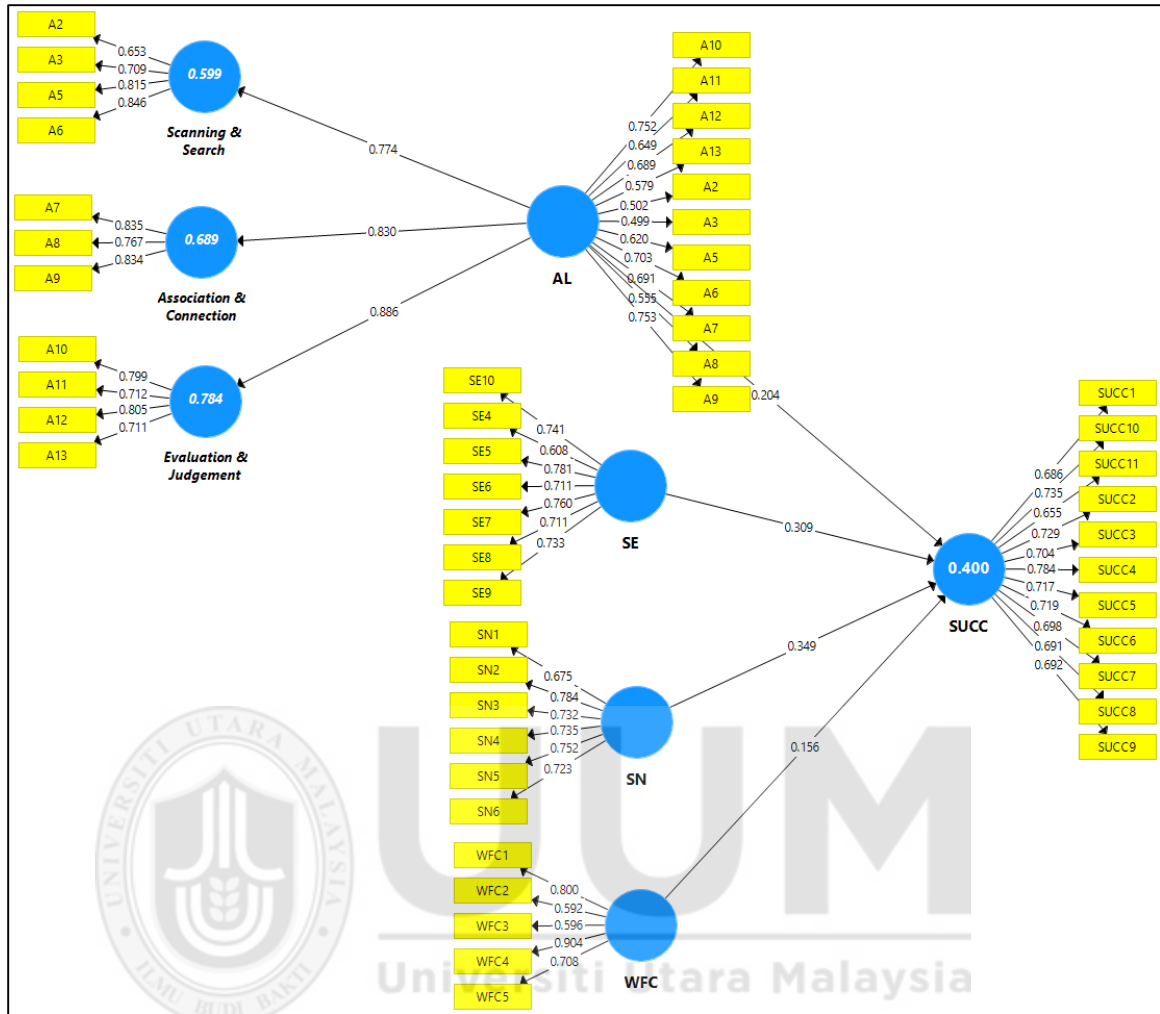 A2
A3
A5
A6
0.653
0.709
0.815
0.846
0.599
Scanning &
Search
0.774
A7
A8
A9
0.835
0.767
0.834
0.689
Association &
Connection
0.830
A10
A11
A12
A13
0.799
0.712
0.805
0.711
0.784
Evaluation &
Judgement
0.886
AL
0.752
0.649
0.689
0.579
0.502
0.499
0.620
0.703
0.691
0.555
0.753
A10
A11
A12
A13
A2
A3
A5
A6
A7
A8
A9
0.204
SE10
SE4
SE5
SE6
SE7
SE8
SE9
0.741
0.608
0.781
0.711
0.760
0.711
0.733
SE
0.309
SN1
SN2
SN3
SN4
SN5
SN6
0.675
0.784
0.732
0.735
0.752
0.723
SN
0.349
WFC1
WFC2
WFC3
WFC4
WFC5
0.800
0.592
0.596
0.904
0.708
WFC
0.156
0.400
SUCC
0.686
0.735
0.655
0.729
0.704
0.784
0.717
0.719
0.698
0.691
0.692
SUCC1
SUCC10
SUCC11
SUCC2
SUCC3
SUCC4
SUCC5
SUCC6
SUCC7
SUCC8
SUCC9
UNIVERSITI UTARA MALAYSIA
ILMU BUDI BAKTI
UUM
Universiti Utara Malaysia